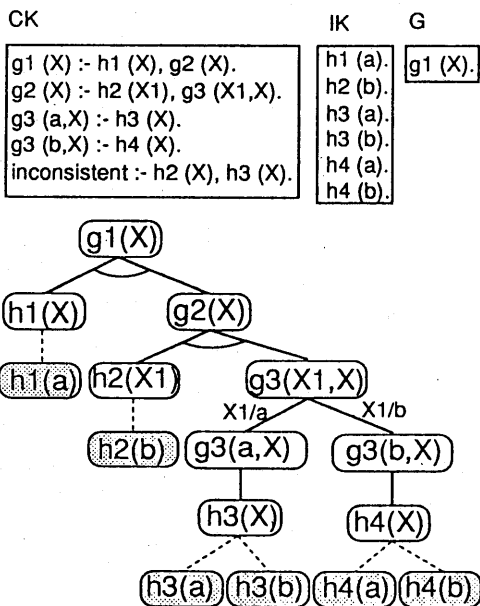 CK
IK
G
g1 (X) :- h1 (X), g2 (X).
g2 (X) :- h2 (X1), g3 (X1,X).
g3 (a,X) :- h3 (X).
g3 (b,X) :- h4 (X).
inconsistent :- h2 (X), h3 (X).
h1 (a).
h2 (b).
h3 (a).
h3 (b).
h4 (a).
h4 (b).
g1 (X).
g1(X)
h1(X)
g2(X)
h1(a)
h2(X1)
g3(X1,X)
X1/a
X1/b
h2(b)
g3(a,X)
g3(b,X)
h3(X)
h4(X)
h3(a)
h3(b)
h4(a)
h4(b)